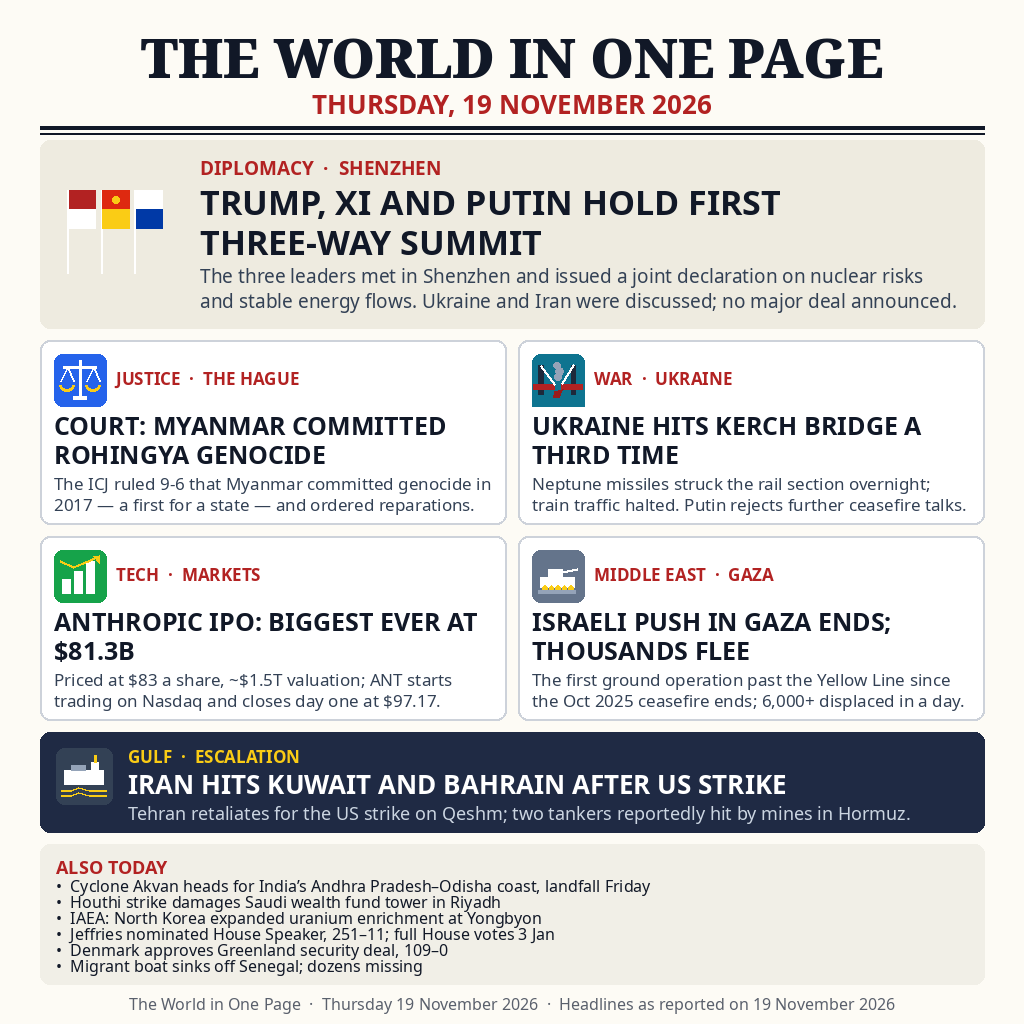 THE WORLD IN ONE PAGE
THURSDAY, 19 NOVEMBER 2026
DIPLOMACY · SHENZHEN
TRUMP, XI AND PUTIN HOLD FIRST
THREE-WAY SUMMIT
The three leaders met in Shenzhen and issued a joint declaration on nuclear risks
and stable energy flows. Ukraine and Iran were discussed; no major deal announced.
JUSTICE · THE HAGUE
COURT: MYANMAR COMMITTED
ROHINGYA GENOCIDE
The ICJ ruled 9-6 that Myanmar committed genocide in
2017 — a first for a state — and ordered reparations.
WAR · UKRAINE
UKRAINE HITS KERCH BRIDGE A
THIRD TIME
Neptune missiles struck the rail section overnight;
train traffic halted. Putin rejects further ceasefire talks.
TECH · MARKETS
ANTHROPIC IPO: BIGGEST EVER AT
$81.3B
Priced at $83 a share, ~$1.5T valuation; ANT starts
trading on Nasdaq and closes day one at $97.17.
MIDDLE EAST · GAZA
ISRAELI PUSH IN GAZA ENDS;
THOUSANDS FLEE
The first ground operation past the Yellow Line since
the Oct 2025 ceasefire ends; 6,000+ displaced in a day.
GULF · ESCALATION
IRAN HITS KUWAIT AND BAHRAIN AFTER US STRIKE
Tehran retaliates for the US strike on Qeshm; two tankers reportedly hit by mines in Hormuz.
ALSO TODAY
• Cyclone Akvan heads for India’s Andhra Pradesh–Odisha coast, landfall Friday
• Houthi strike damages Saudi wealth fund tower in Riyadh
• IAEA: North Korea expanded uranium enrichment at Yongbyon
• Jeffries nominated House Speaker, 251–11; full House votes 3 Jan
• Denmark approves Greenland security deal, 109–0
• Migrant boat sinks off Senegal; dozens missing
The World in One Page · Thursday 19 November 2026 · Headlines as reported on 19 November 2026